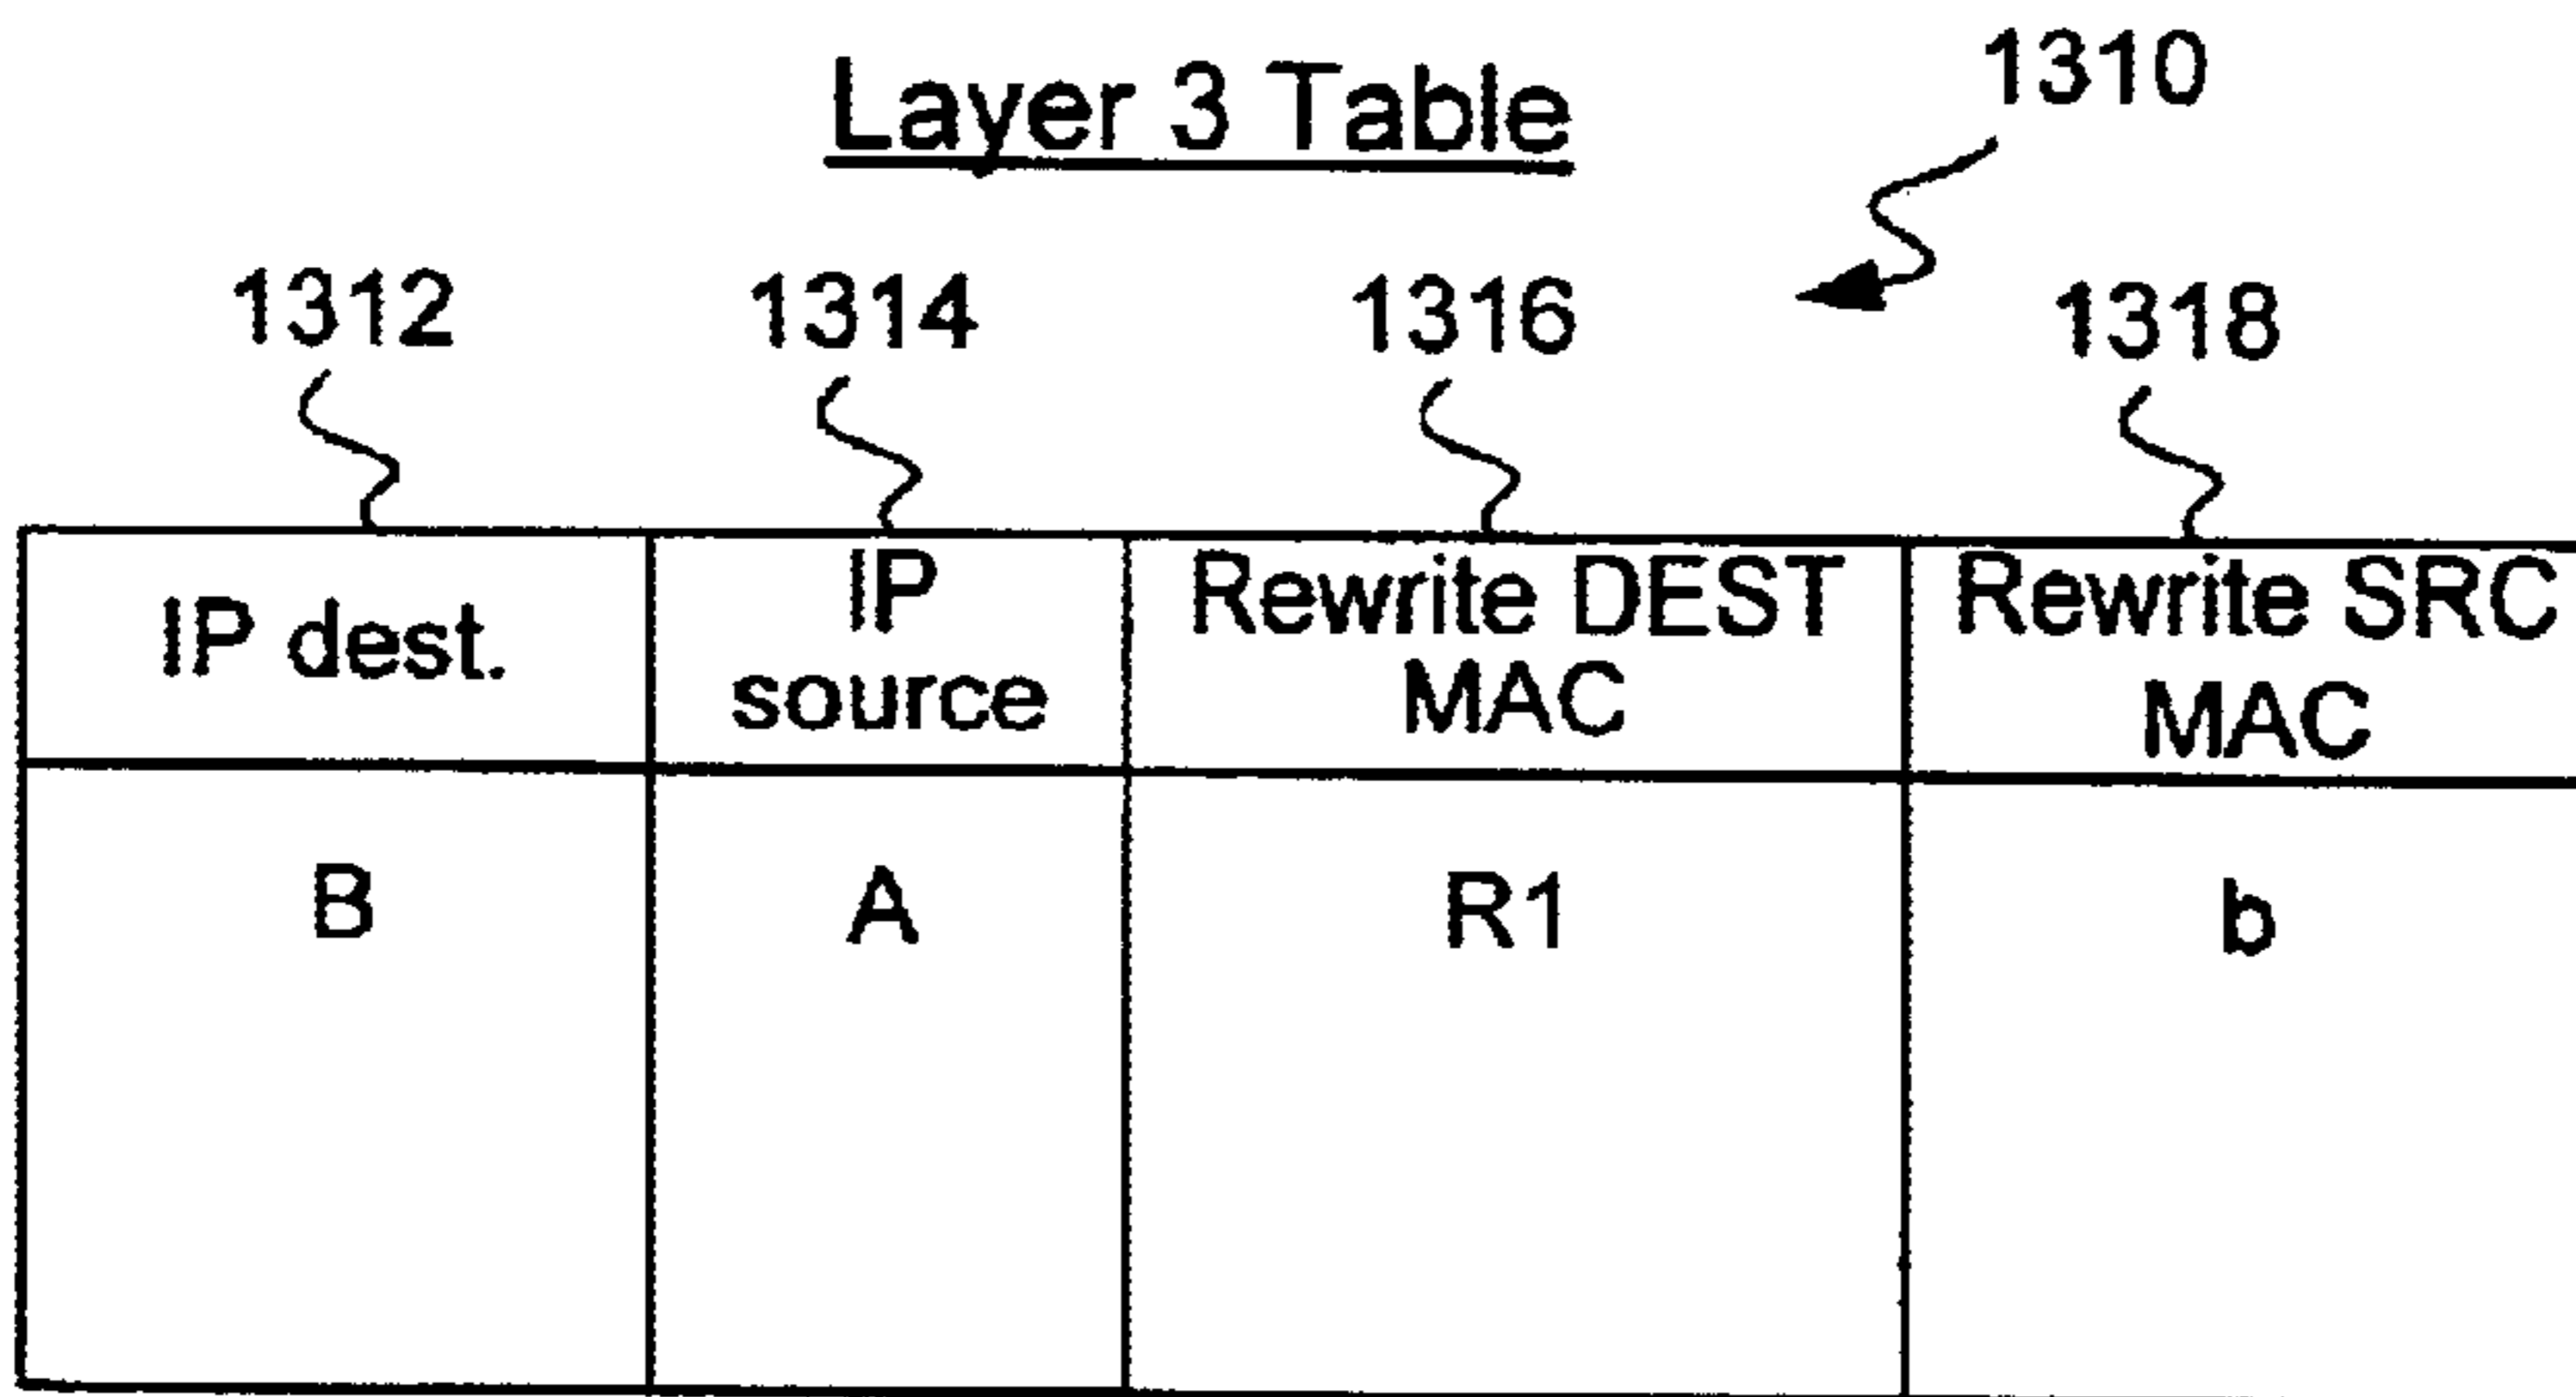 Layer 3 Table
1310
1312 1314 1316 1318
IP dest. IP source Rewrite DEST MAC Rewrite SRC MAC
B A R1 b